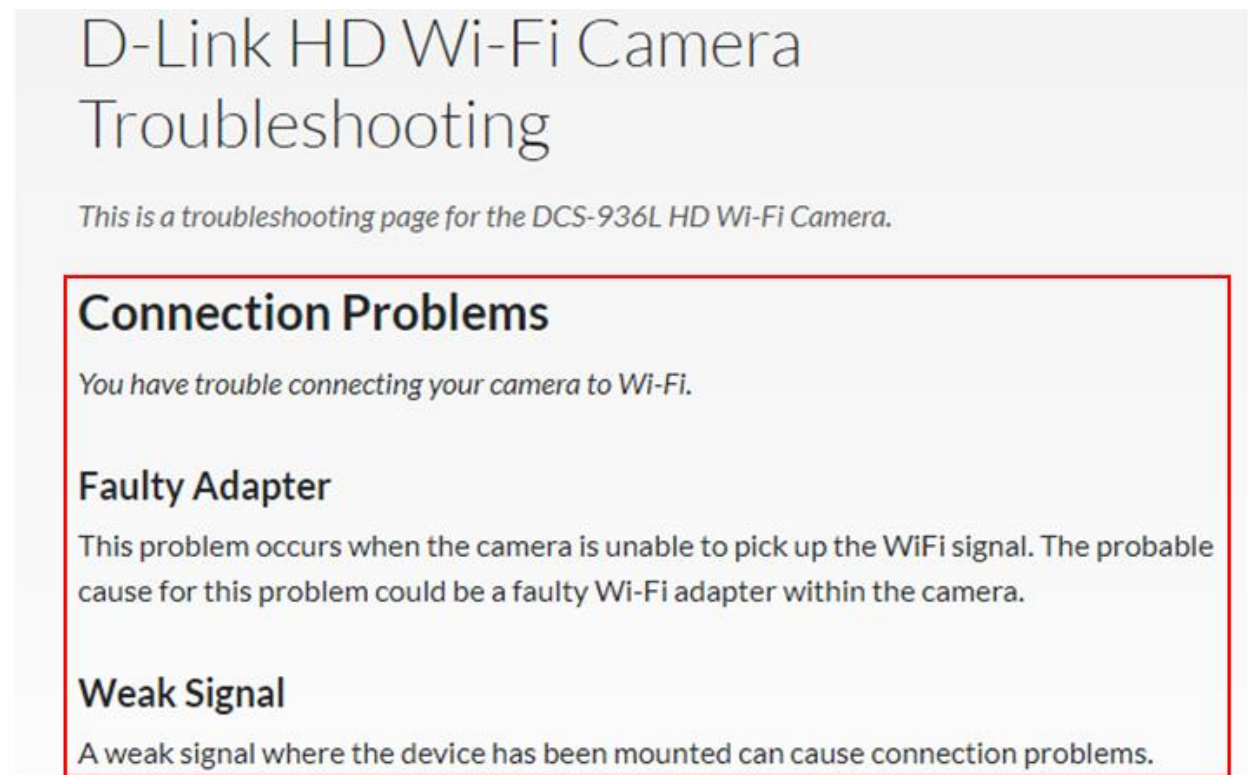 D-Link HD Wi-Fi Camera
Troubleshooting
This is a troubleshooting page for the DCS-936L HD Wi-Fi Camera.
Connection Problems
You have trouble connecting your camera to Wi-Fi.
Faulty Adapter
This problem occurs when the camera is unable to pick up the WiFi signal. The probable
cause for this problem could be a faulty Wi-Fi adapter within the camera.
Weak Signal
A weak signal where the device has been mounted can cause connection problems.